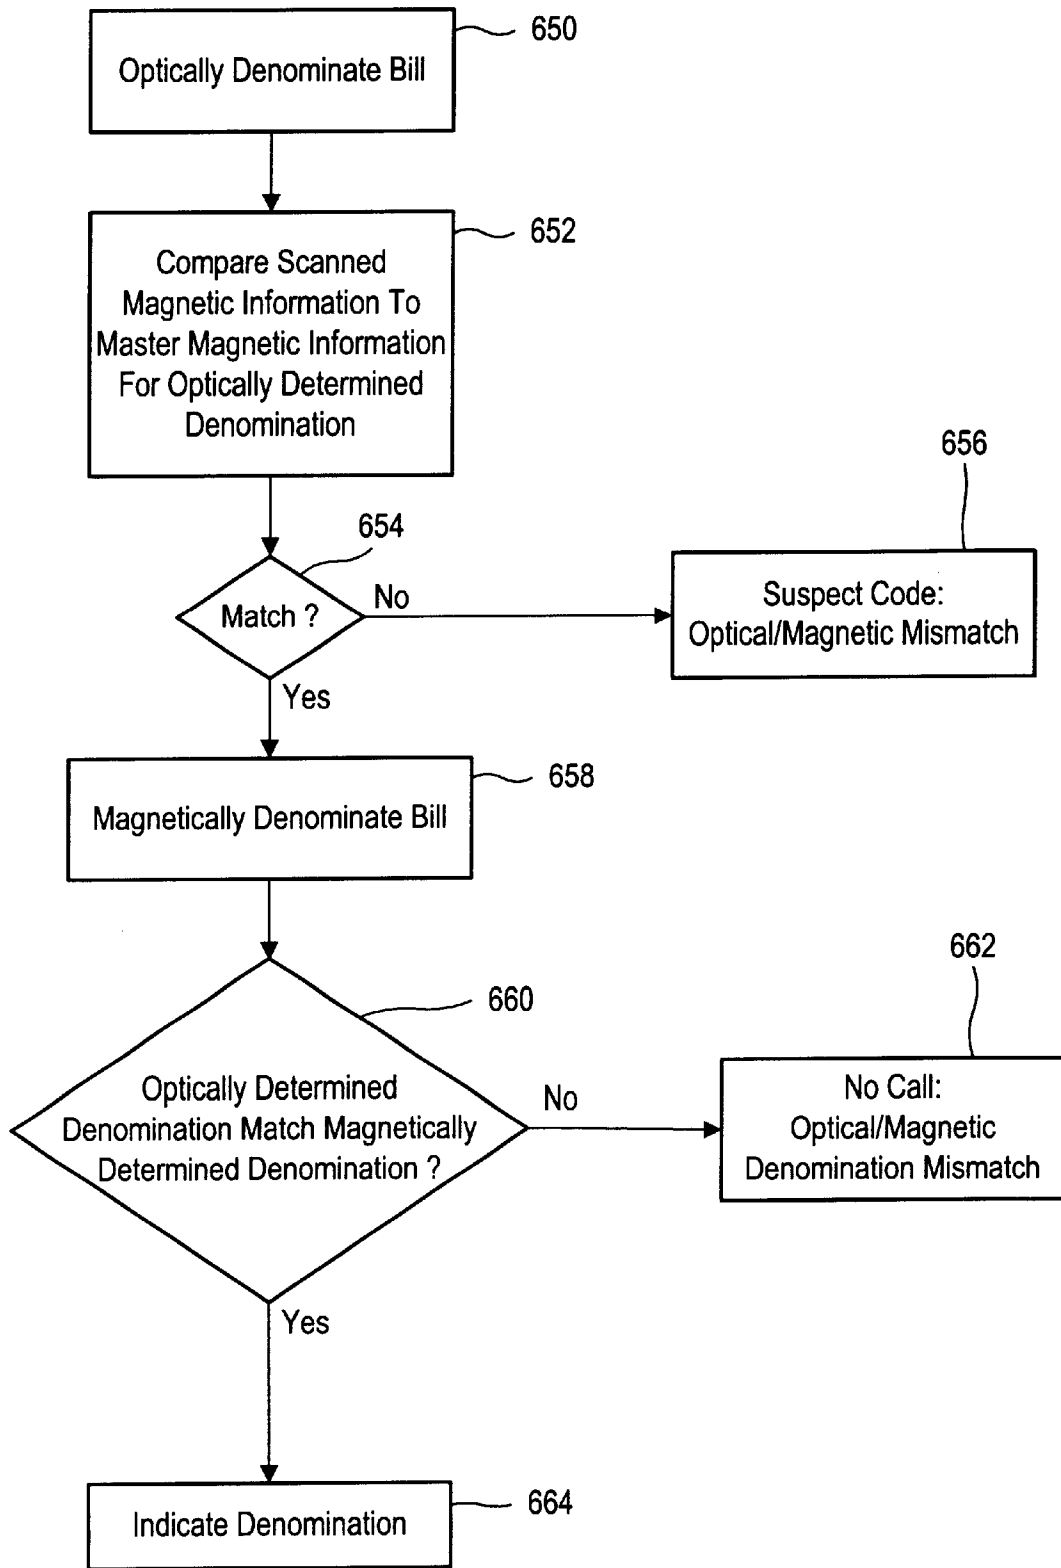 650
Optically Denominate Bill
652
Compare Scanned
Magnetic Information To
Master Magnetic Information
For Optically Determined
Denomination
654
Match ?
No
656
Suspect Code:
Optical/Magnetic Mismatch
Yes
658
Magnetically Denominate Bill
660
Optically Determined
Denomination Match Magnetically
Determined Denomination ?
No
662
No Call:
Optical/Magnetic
Denomination Mismatch
Yes
664
Indicate Denomination